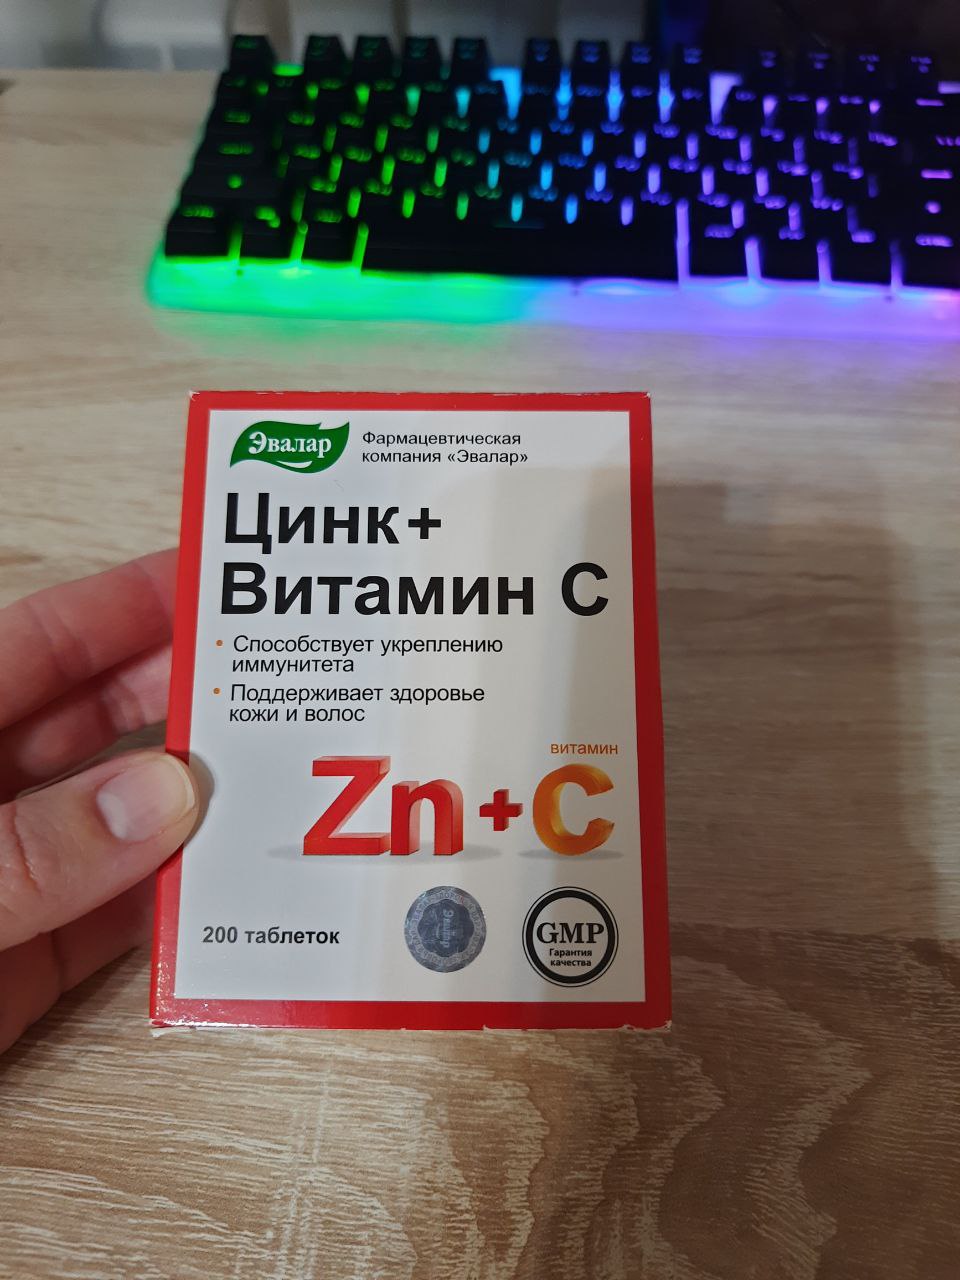 Эвалар
Фармацевтическая
компания «Эвалар»
Цинк+
Витамин С
• Способствует укреплению
иммунитета
• Поддерживает здоровье
кожи и волос
витамин
Zn+C
200 таблеток
Эвалар
GMP
Гарантия
качества